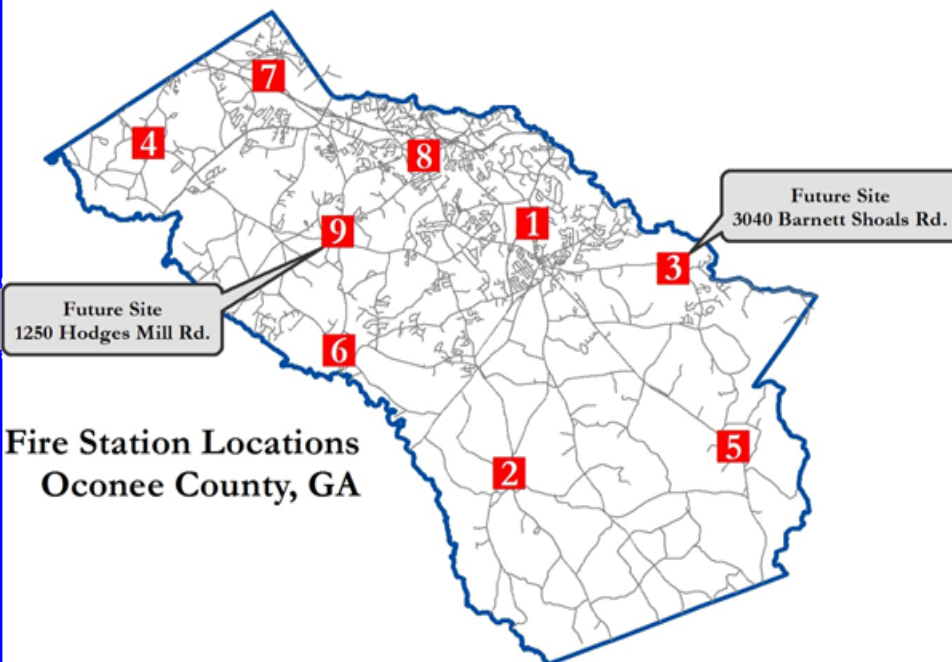 7
4
8
Future Site
3040 Barnett Shoals Rd.
1
9
3
Future Site
1250 Hodges Mill Rd.
6
Fire Station Locations
Oconee County, GA
5
2